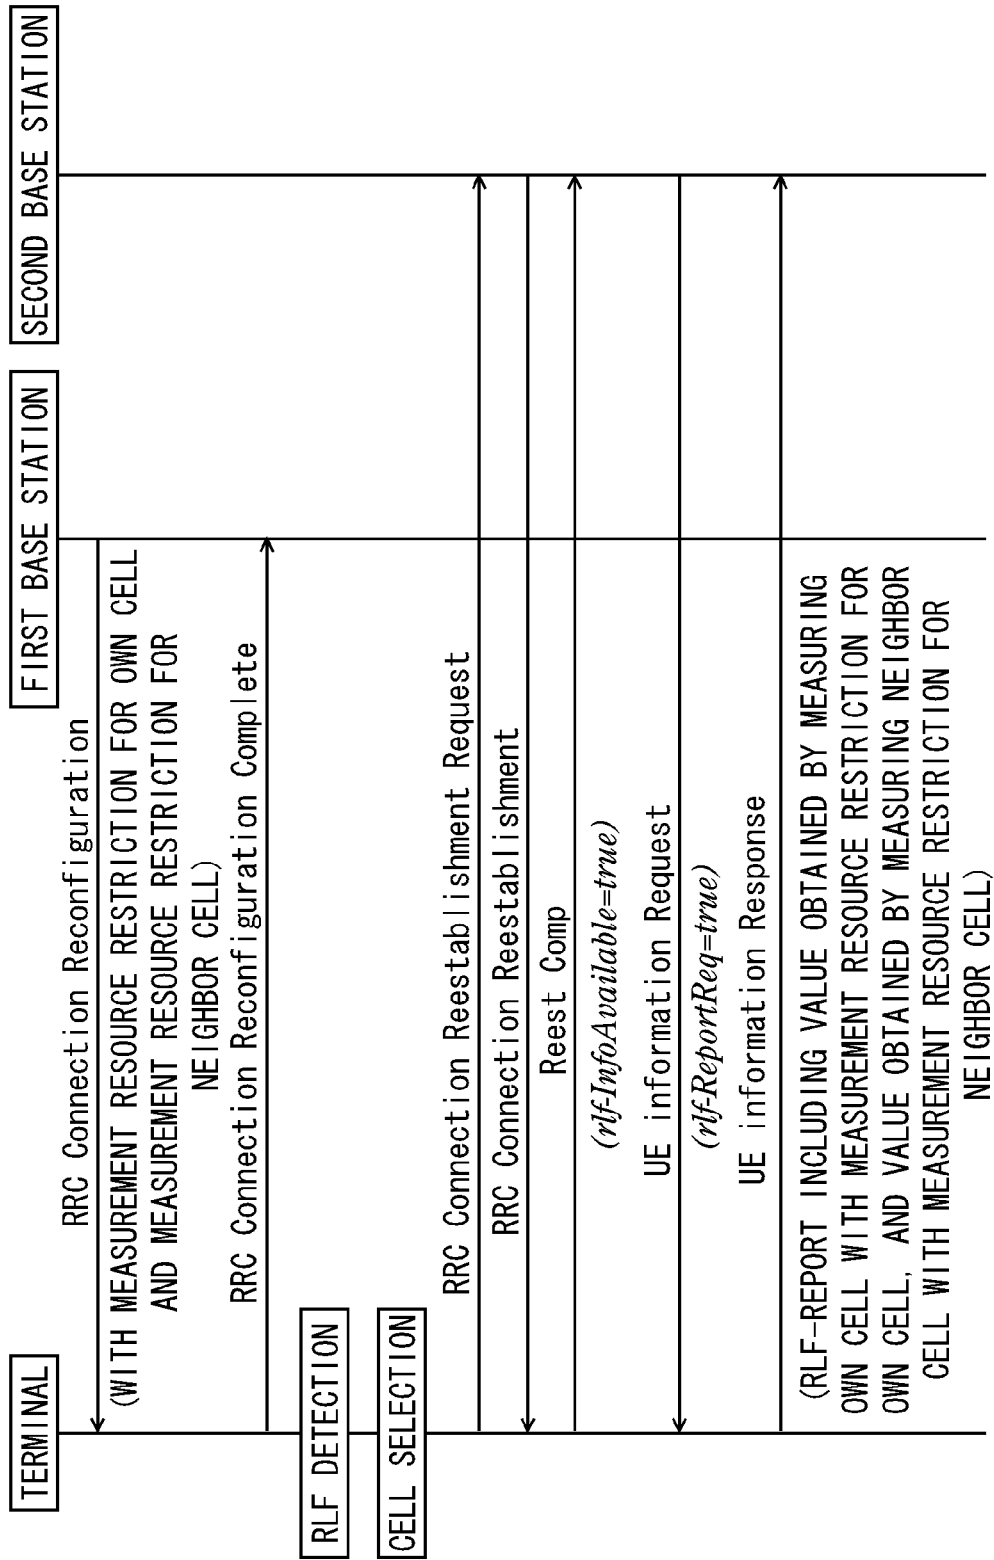 TERMINAL
FIRST BASE STATION
SECOND BASE STATION
RRC Connection Reconfiguration
(WITH MEASUREMENT RESOURCE RESTRICTION FOR OWN CELL
AND MEASUREMENT RESOURCE RESTRICTION FOR
NEIGHBOR CELL)
RRC Connection Reconfiguration Complete
RLF DETECTION
CELL SELECTION
RRC Connection Reestablishment Request
RRC Connection Reestablishment
Reest Comp
(rlf-InfoAvailable=true)
UE information Request
(rlf-ReportReq=true)
UE information Response
(RLF-REPORT INCLUDING VALUE OBTAINED BY MEASURING
OWN CELL WITH MEASUREMENT RESOURCE RESTRICTION FOR
OWN CELL, AND VALUE OBTAINED BY MEASURING NEIGHBOR
CELL WITH MEASUREMENT RESOURCE RESTRICTION FOR
NEIGHBOR CELL)